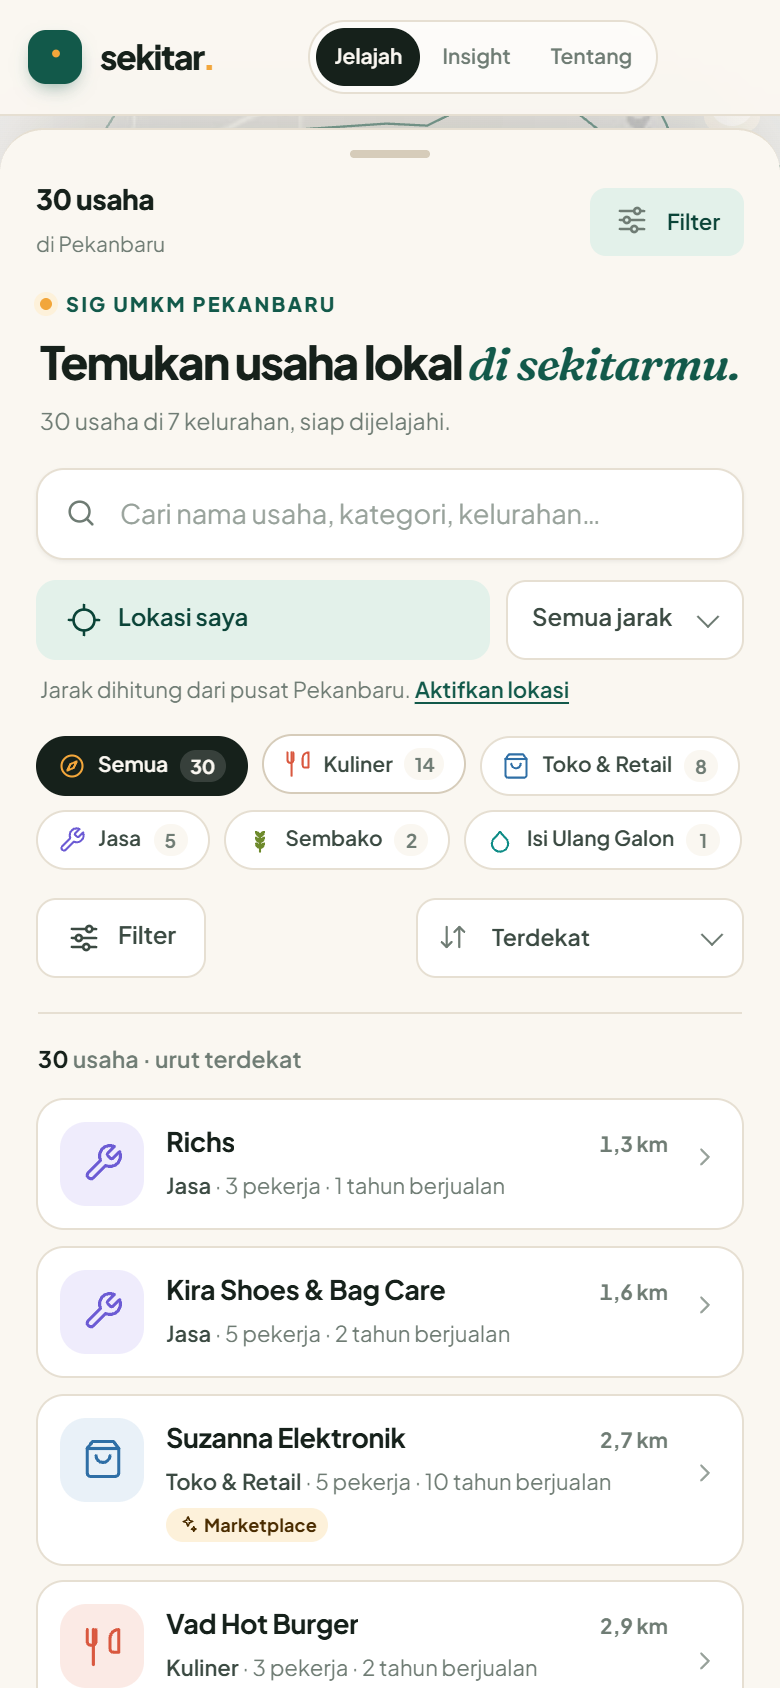 sekitar.
Jelajah Insight Tentang
30 usaha
di Pekanbaru
Filter
SIG UMKM PEKANBARU
Temukan usaha lokal di sekitarmu.
30 usaha di 7 kelurahan, siap dijelajahi.
Cari nama usaha, kategori, kelurahan...
Lokasi saya
Semua jarak
Jarak dihitung dari pusat Pekanbaru. Aktifkan lokasi
Semua 30
Kuliner 14
Toko & Retail 8
Jasa 5
Sembako 2
Isi Ulang Galon 1
Filter
Terdekat
30 usaha · urut terdekat
Richs
1,3 km
Jasa · 3 pekerja · 1 tahun berjualan
Kira Shoes & Bag Care
1,6 km
Jasa · 5 pekerja · 2 tahun berjualan
Suzanna Elektronik
2,7 km
Toko & Retail · 5 pekerja · 10 tahun berjualan
Marketplace
Vad Hot Burger
2,9 km
Kuliner · 3 pekerja · 2 tahun berjualan